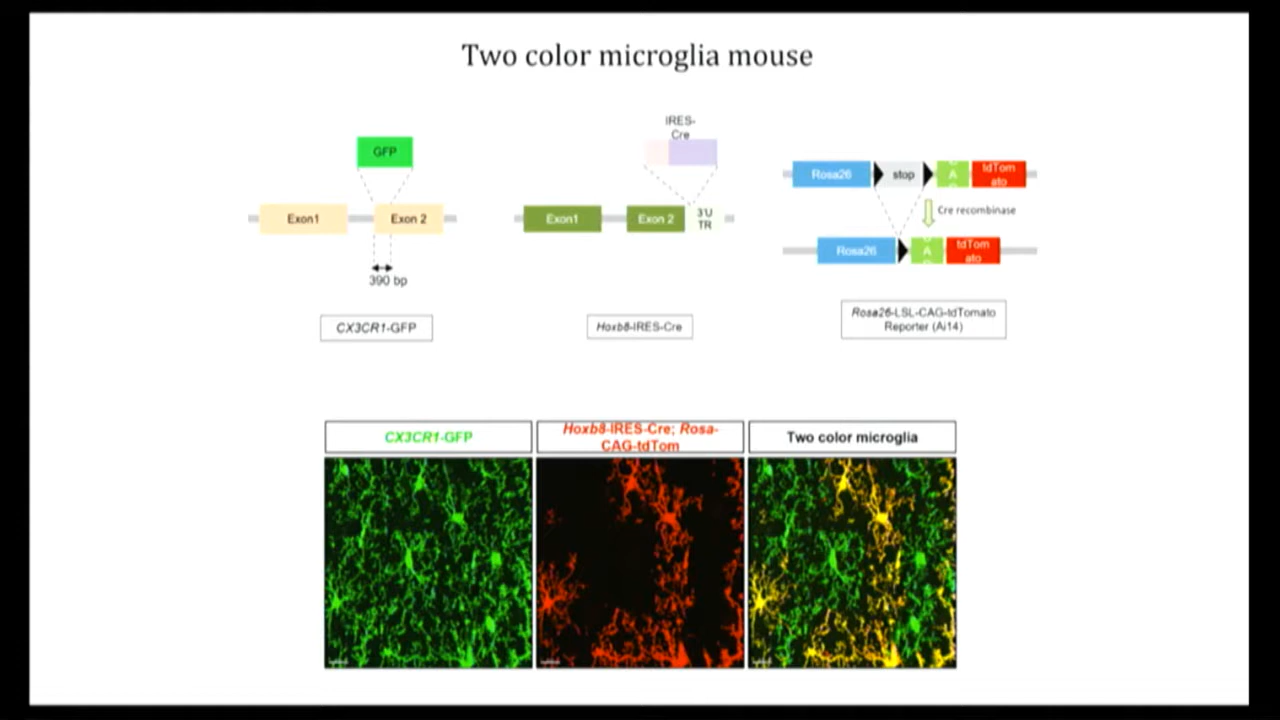 Two color microglia mouse
GFP
Exon1
Exon 2
390 bp
CX3CR1-GFP
IRES-
Cre
Exon1
Exon 2
3'U
TR
Hoxb8-IRES-Cre
Rosa26
stop
C
A
G
tdTom
ato
Cre recombinase
Rosa26
C
A
G
tdTom
ato
Rosa26-LSL-CAG-tdTomato
Reporter (Ai14)
CX3CR1-GFP
Hoxb8-IRES-Cre; Rosa-
CAG-tdTom
Two color microglia